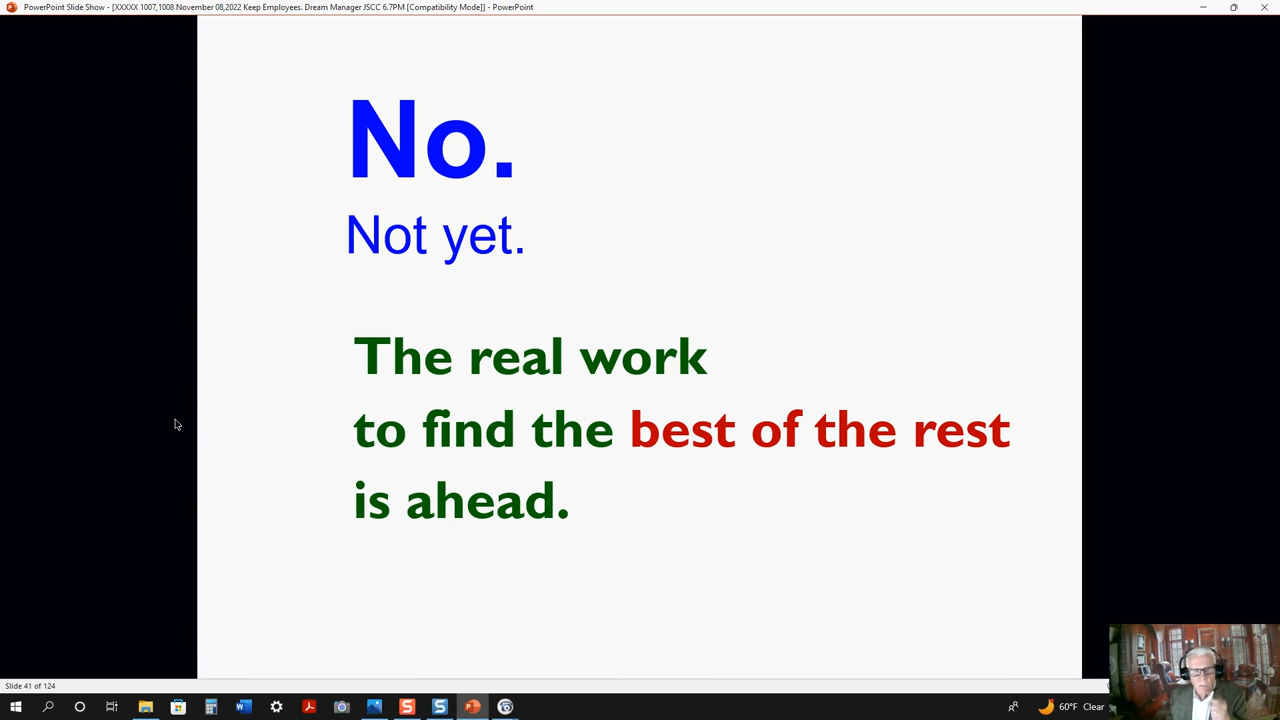 PowerPoint Slide Show - [XXXXX 1007,1008 November 08,2022 Keep Employees. Dream Manager JSCC 6.7PM [Compatibility Mode]] - PowerPoint
No.
Not yet.
The real work
to find the best of the rest
is ahead.
Slide 41 of 124
60°F Clear